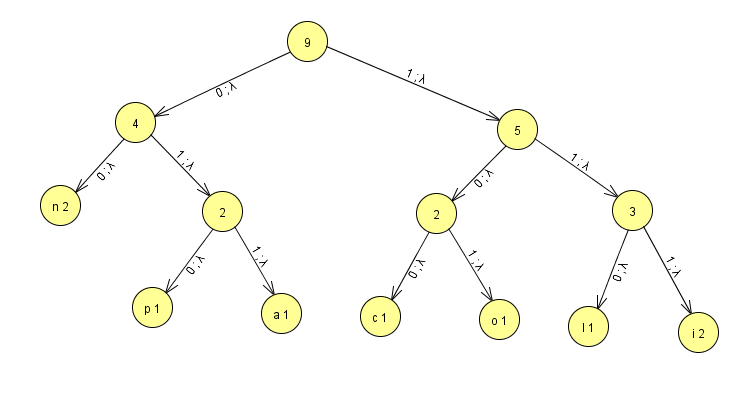 9
0 ; λ
1 ; λ
4
5
0 ; λ
1 ; λ
0 ; λ
1 ; λ
n 2
2
2
3
0 ; λ
1 ; λ
0 ; λ
1 ; λ
0 ; λ
1 ; λ
p 1
a 1
c 1
o 1
l 1
i 2